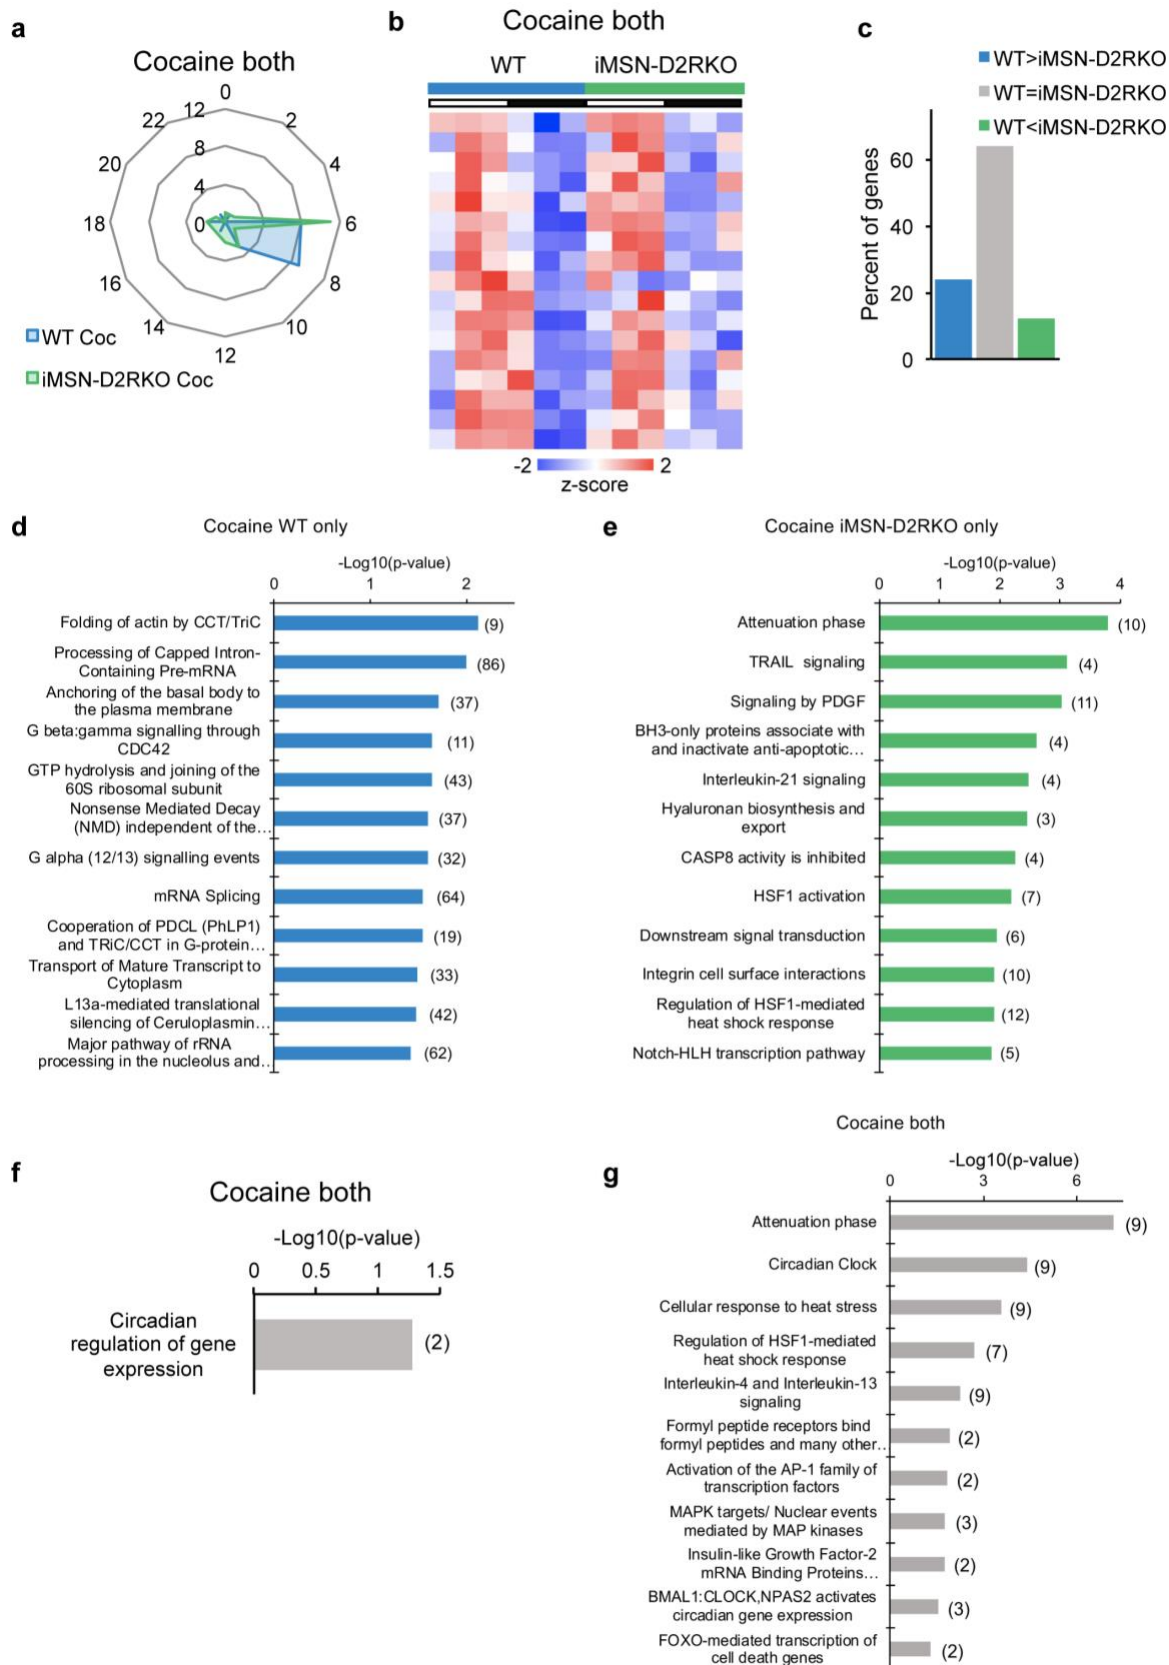 a
Cocaine both
0
2
4
6
8
10
12
14
16
18
20
22
12
8
4
0
WT Coc
iMSN-D2RKO Coc
b
Cocaine both
WT
iMSN-D2RKO
-2
2
z-score
c
WT>iMSN-D2RKO
WT=iMSN-D2RKO
WT<iMSN-D2RKO
Percent of genes
60
40
20
0
d
Cocaine WT only
-Log10(p-value)
0 1 2
Folding of actin by CCT/TriC
(9)
Processing of Capped Intron-
Containing Pre-mRNA
(86)
Anchoring of the basal body to
the plasma membrane
(37)
G beta:gamma signalling through
CDC42
(11)
GTP hydrolysis and joining of the
60S ribosomal subunit
(43)
Nonsense Mediated Decay
(NMD) independent of the...
(37)
G alpha (12/13) signalling events
(32)
mRNA Splicing
(64)
Cooperation of PDCL (PhLP1)
and TRiC/CCT in G-protein...
(19)
Transport of Mature Transcript to
Cytoplasm
(33)
L13a-mediated translational
silencing of Ceruloplasmin...
(42)
Major pathway of rRNA
processing in the nucleolus and..
(62)
e
Cocaine iMSN-D2RKO only
-Log10(p-value)
0 1 2 3 4
Attenuation phase
(10)
TRAIL signaling
(4)
Signaling by PDGF
(11)
BH3-only proteins associate with
and inactivate anti-apoptotic...
(4)
Interleukin-21 signaling
(4)
Hyaluronan biosynthesis and
export
(3)
CASP8 activity is inhibited
(4)
HSF1 activation
(7)
Downstream signal transduction
(6)
Integrin cell surface interactions
(10)
Regulation of HSF1-mediated
heat shock response
(12)
Notch-HLH transcription pathway
(5)
f
Cocaine both
-Log10(p-value)
0 0.5 1 1.5
Circadian
regulation of gene
expression
(2)
g
Cocaine both
-Log10(p-value)
0 3 6
Attenuation phase
(9)
Circadian Clock
(9)
Cellular response to heat stress
(9)
Regulation of HSF1-mediated
heat shock response
(7)
Interleukin-4 and Interleukin-13
signaling
(9)
Formyl peptide receptors bind
formyl peptides and many other..
(2)
Activation of the AP-1 family of
transcription factors
(2)
MAPK targets/ Nuclear events
mediated by MAP kinases
(3)
Insulin-like Growth Factor-2
mRNA Binding Proteins...
(2)
BMAL1:CLOCK,NPAS2 activates
circadian gene expression
(3)
FOXO-mediated transcription of
cell death genes
(2)